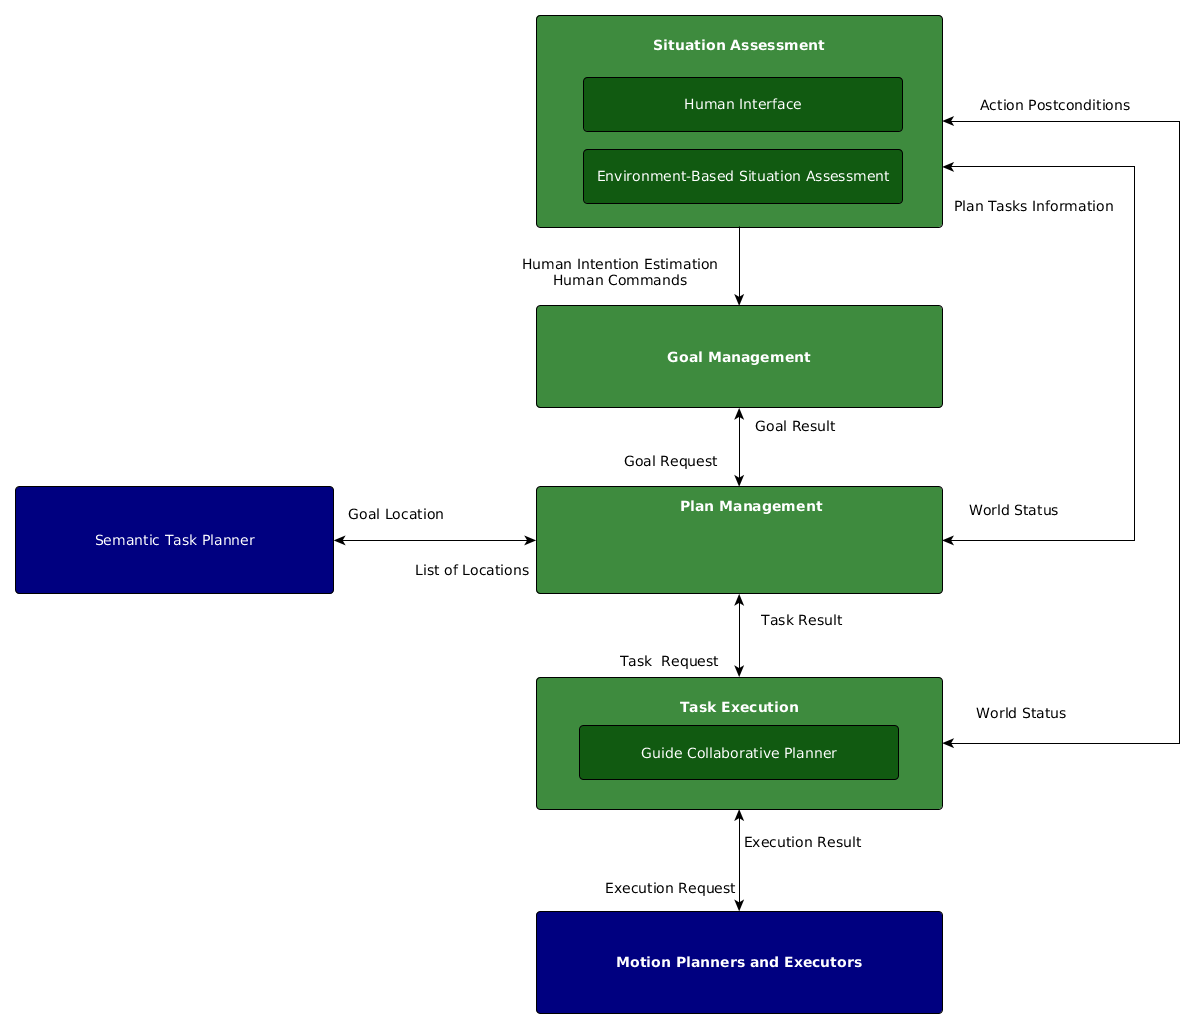 Situation Assessment
Human Interface
Action Postconditions
Environment-Based Situation Assessment
Plan Tasks Information
Human Intention Estimation
Human Commands
Goal Management
Goal Result
Goal Request
Plan Management
World Status
Goal Location
Semantic Task Planner
List of Locations
Task Result
Task  Request
Task Execution
World Status
Guide Collaborative Planner
Execution Result
Execution Request
Motion Planners and Executors